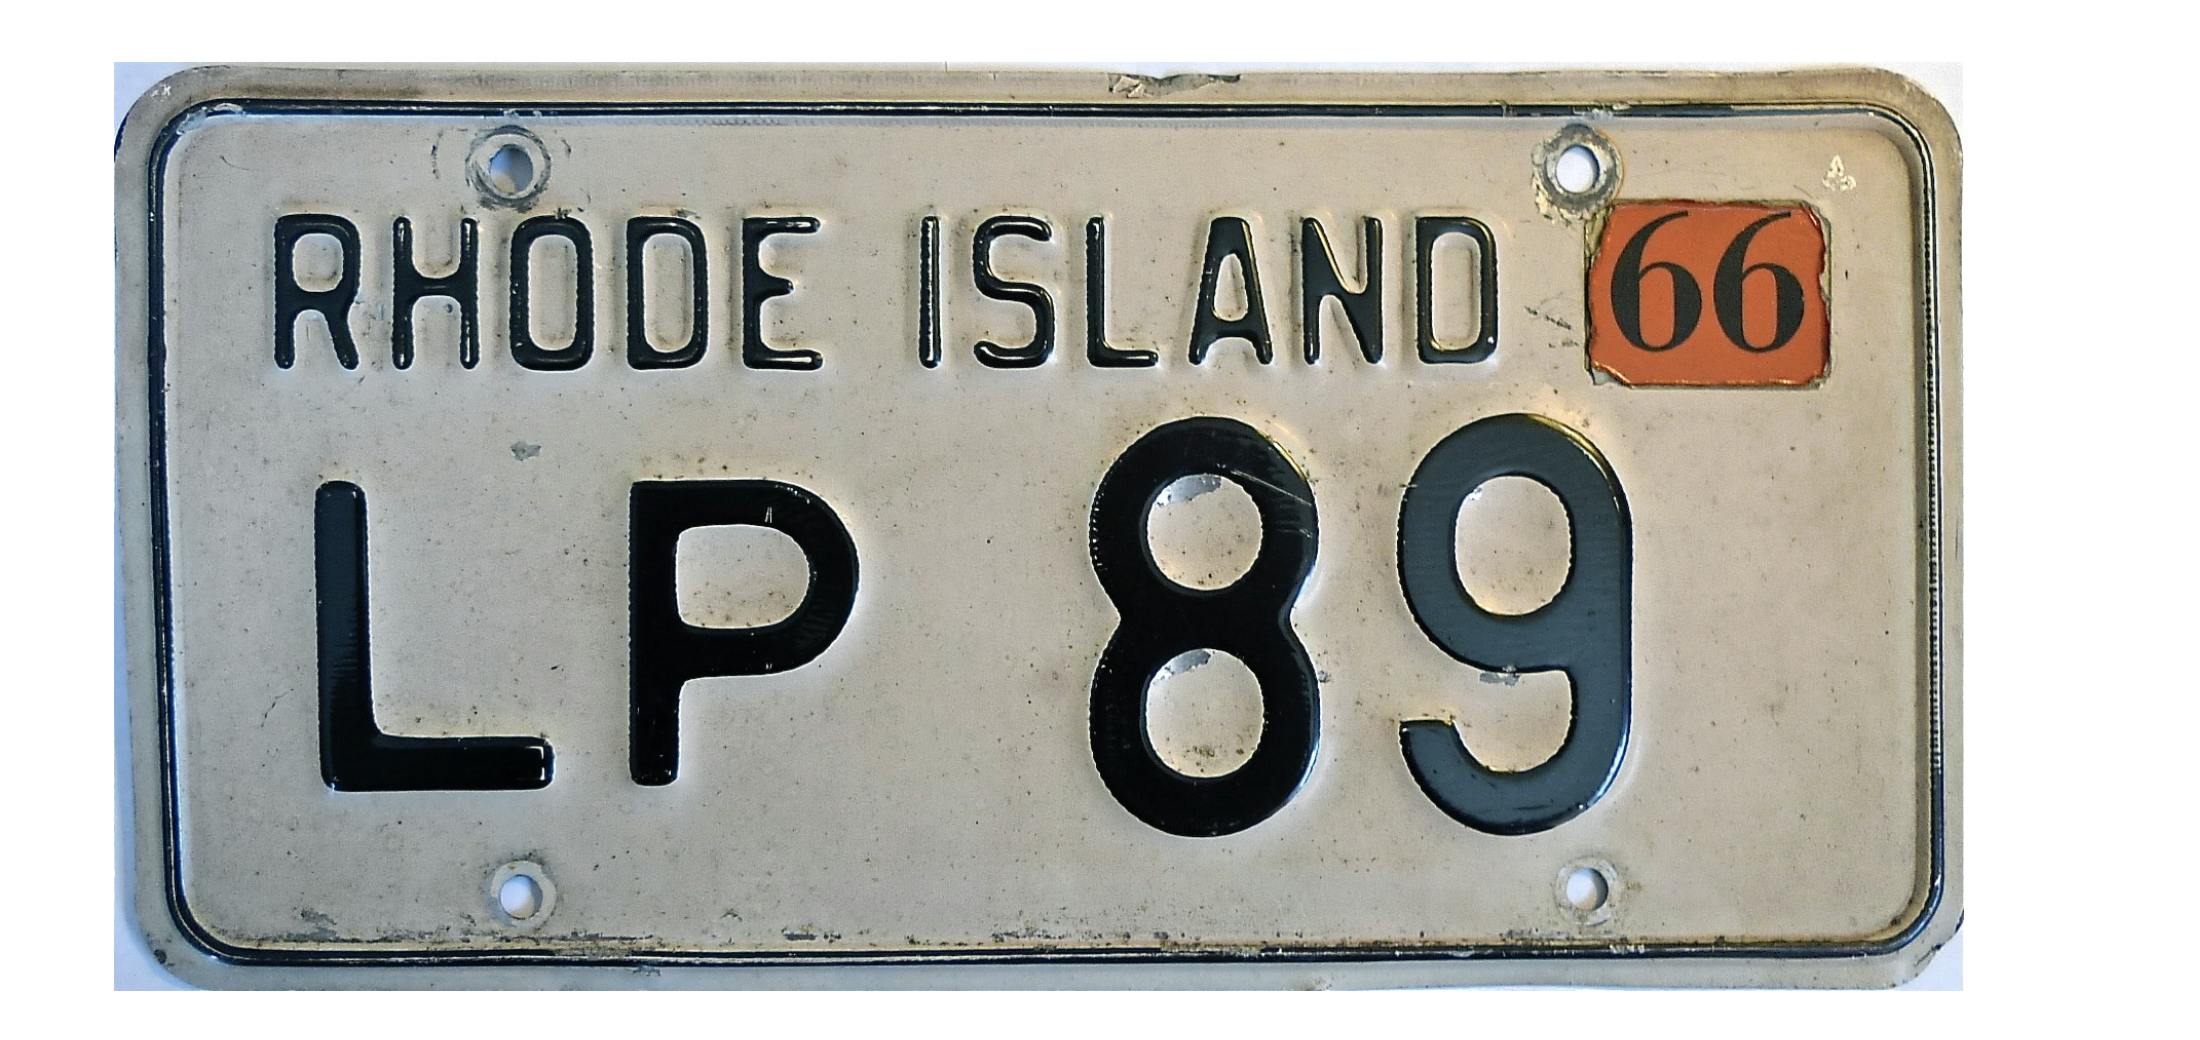 RHODE ISLAND 66
LP 89